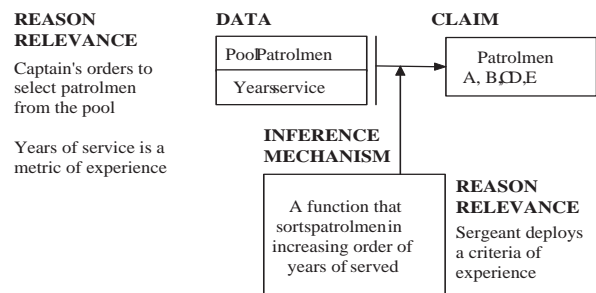 REASON
RELEVANCE
Captain's orders to
select patrolmen
from the pool
Years of service is a
metric of experience
DATA
PoolPatrolmen
Yearsservice
CLAIM
Patrolmen
A, B,CD,E
INFERENCE
MECHANISM
A function that
sortspatrolmenin
increasing order of
years of served
REASON
RELEVANCE
Sergeant deploys
a criteria of
experience